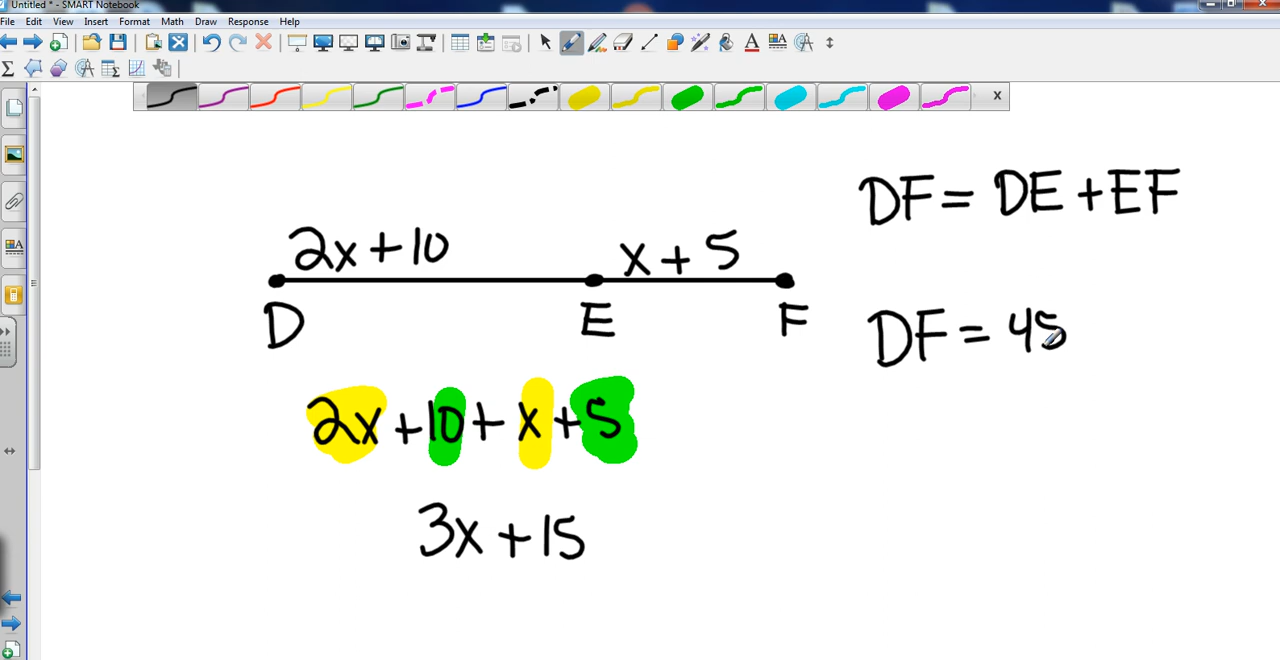 Untitled * - SMART Notebook
File Edit View Insert Format Math Draw Response Help
x
DF = DE + EF
2x + 10 x + 5
D E F
DF = 45
2x + 10 + x + 5
3x + 15